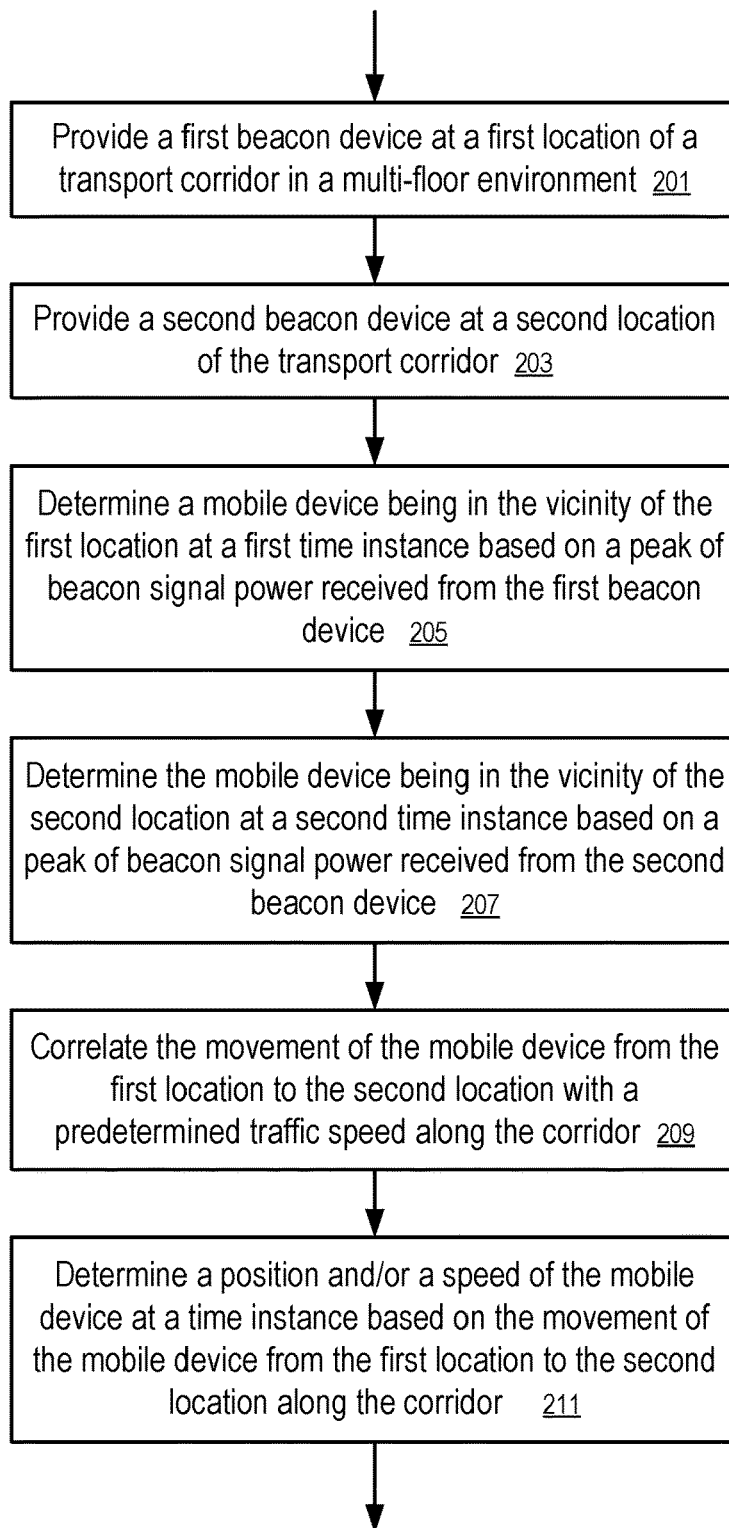 Provide a first beacon device at a first location of a
transport corridor in a multi-floor environment 201
Provide a second beacon device at a second location
of the transport corridor 203
Determine a mobile device being in the vicinity of the
first location at a first time instance based on a peak of
beacon signal power received from the first beacon
device 205
Determine the mobile device being in the vicinity of the
second location at a second time instance based on a
peak of beacon signal power received from the second
beacon device 207
Correlate the movement of the mobile device from the
first location to the second location with a
predetermined traffic speed along the corridor 209
Determine a position and/or a speed of the mobile
device at a time instance based on the movement of
the mobile device from the first location to the second
location along the corridor 211